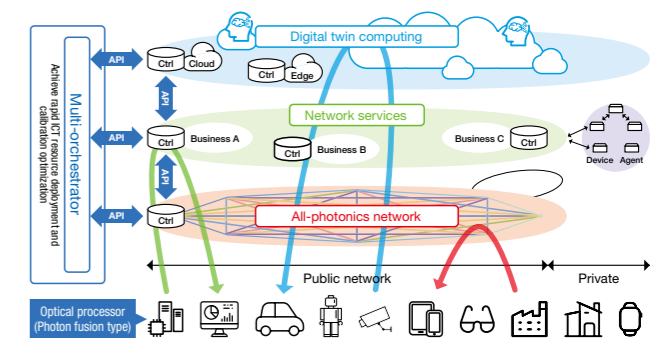 Digital twin computing
API
Ctrl
Cloud
Ctrl
Edge
Multi-orchestrator
Achieve rapid ICT resource deployment and
calibration optimization
API
Network services
API
Ctrl
Business A
Ctrl
Business B
Business C
Ctrl
Device
Agent
API
API
Ctrl
All-photonics network
Public network
Private
Optical processor
(Photon fusion type)